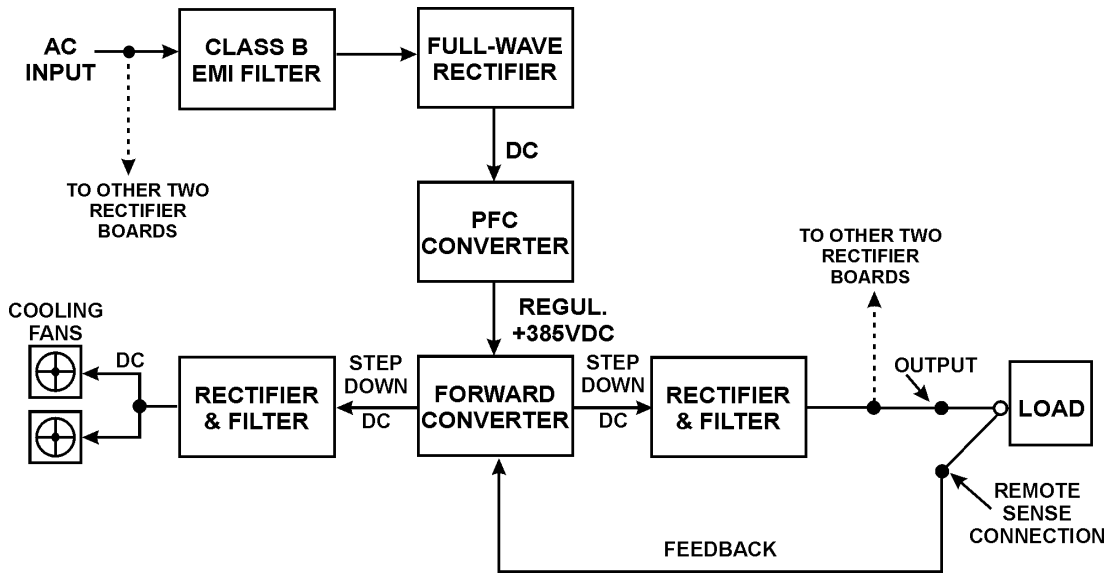 AC
INPUT
CLASS B
EMI FILTER
FULL-WAVE
RECTIFIER
DC
TO OTHER TWO
RECTIFIER
BOARDS
PFC
CONVERTER
TO OTHER TWO
RECTIFIER
BOARDS
REGUL.
+385VDC
COOLING
FANS
DC
RECTIFIER
& FILTER
STEP
DOWN
DC
FORWARD
CONVERTER
STEP
DOWN
DC
RECTIFIER
& FILTER
OUTPUT
LOAD
REMOTE
SENSE
CONNECTION
FEEDBACK